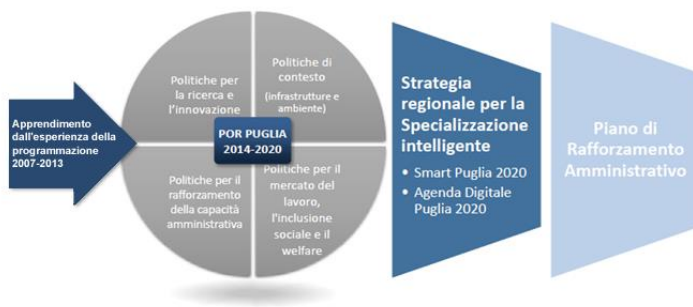 Apprendimento
dall'esperienza della
programmazione
2007-2013
Politiche per
la ricerca e
l'innovazione
Politiche di
contesto
(infrastrutture e
ambiente)
POR PUGLIA
2014-2020
Politiche per il
rafforzamento
della capacità
amministrativa
Politiche per il
mercato del
lavoro,
l'inclusione
sociale e il
welfare
Strategia
regionale per la
Specializzazione
intelligente
• Smart Puglia 2020
• Agenda Digitale
Puglia 2020
Piano di
Rafforzamento
Amministrativo